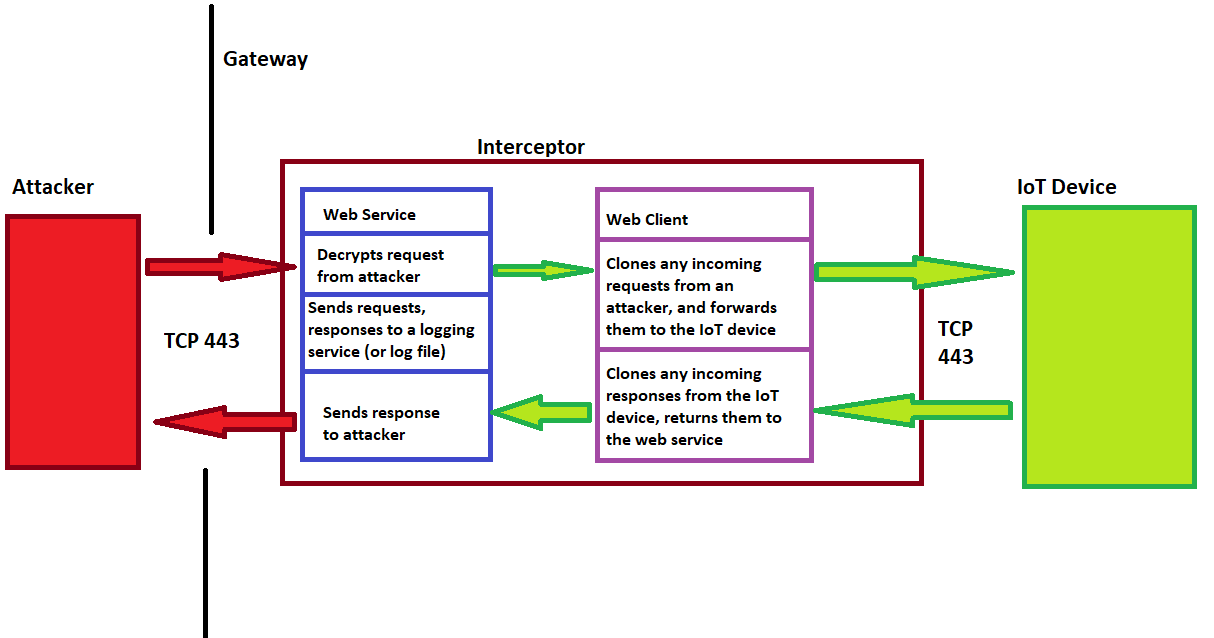 Gateway
Interceptor
Attacker
IoT Device
Web Service
Web Client
Decrypts request
from attacker
Clones any incoming
requests from an
attacker, and forwards
them to the IoT device
Sends requests,
responses to a logging
service (or log file)
TCP 443
TCP
443
Clones any incoming
responses from the IoT
device, returns them to
the web service
Sends response
to attacker